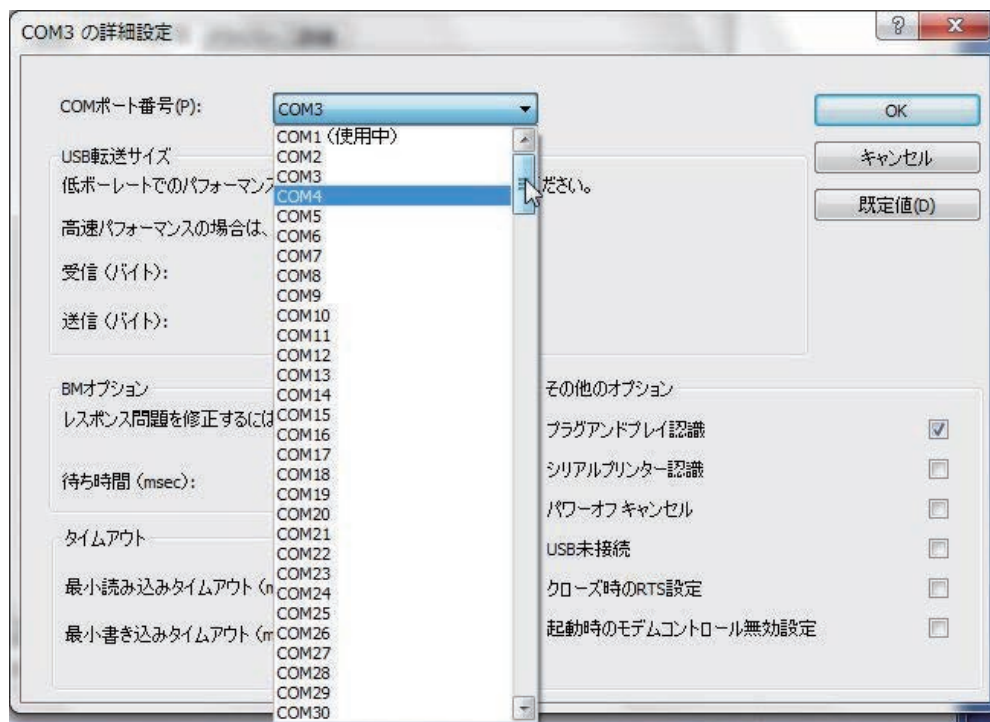 COM3 の詳細設定
COMポート番号(P):
COM3
OK
キャンセル
既定値(D)
COM1 (使用中)
COM2
COM3
COM4
COM5
COM6
COM7
COM8
COM9
COM10
COM11
COM12
COM13
COM14
COM15
COM16
COM17
COM18
COM19
COM20
COM21
COM22
COM23
COM24
COM25
COM26
COM27
COM28
COM29
COM30
USB転送サイズ
低ボーレートでのパフォーマンス ださい。
高速パフォーマンスの場合は、
受信 (バイト):
送信 (バイト):
BMオプション
レスポンス問題を修正するには
待ち時間 (msec):
タイムアウト
最小読み込みタイムアウト (m
最小書き込みタイムアウト (m
その他のオプション
プラグアンドプレイ認識
シリアルプリンター認識
パワーオフ キャンセル
USB未接続
クローズ時のRTS設定
起動時のモデムコントロール無効設定